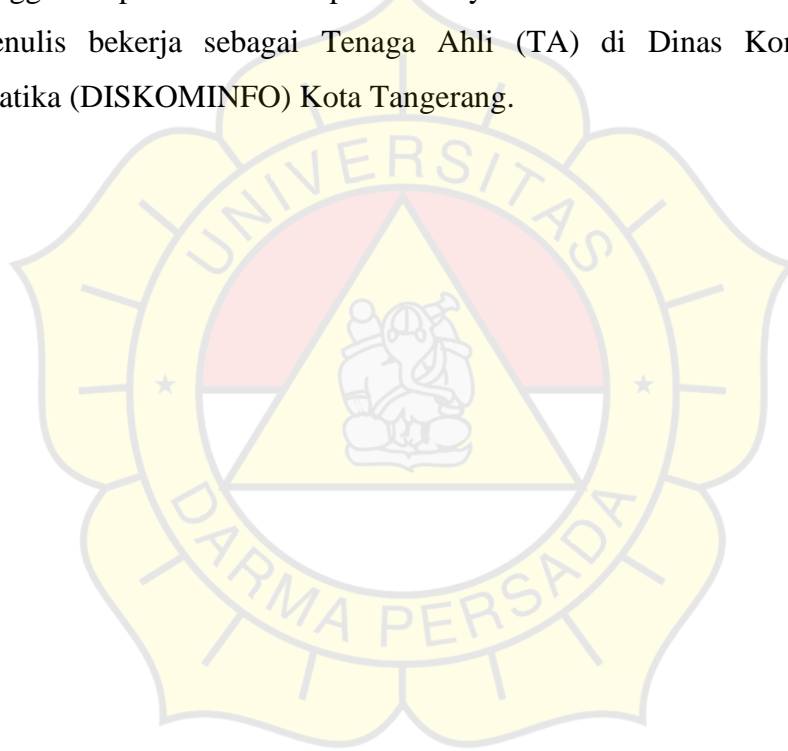 enulis bekerja sebagai Tenaga Ahli (TA) di Dinas Kor
atika (DISKOMINFO) Kota Tangerang.
UNIVERSITAS
DARMA PERSADA